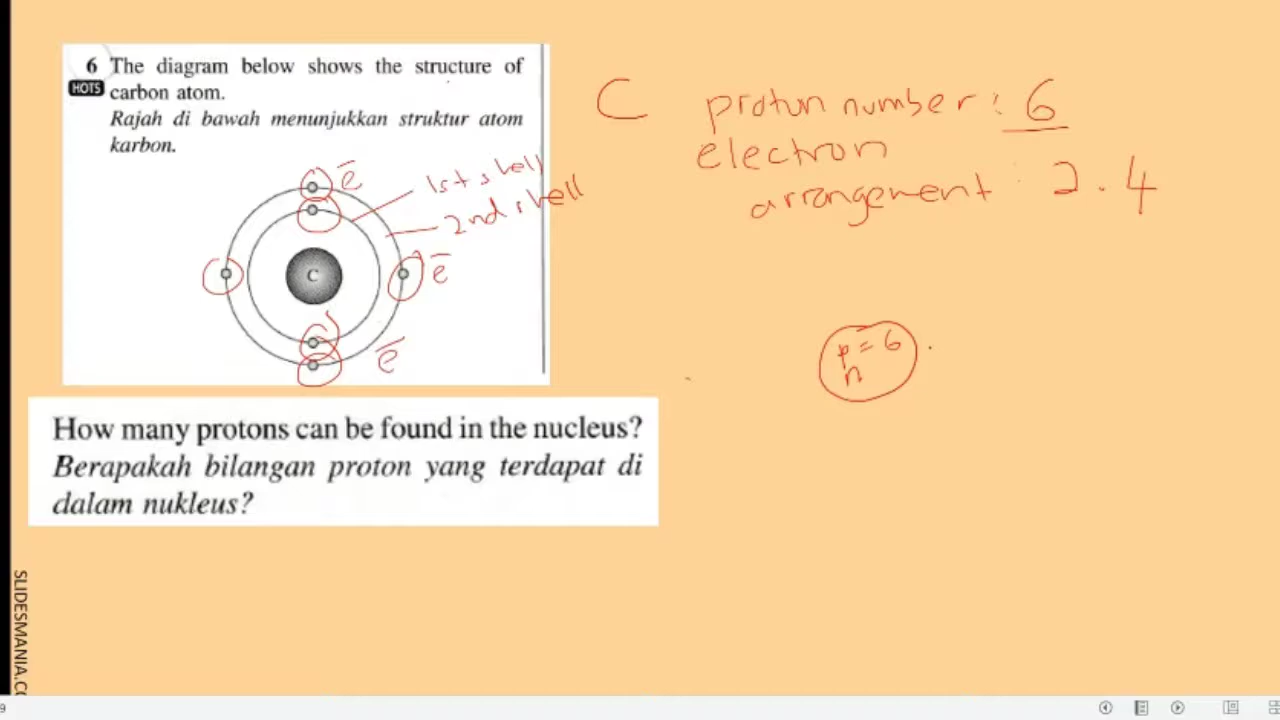 6 The diagram below shows the structure of
HOTS carbon atom.
Rajah di bawah menunjukkan struktur atom
karbon.
e
1st shell
2nd shell
C
e
e
How many protons can be found in the nucleus?
Berapakah bilangan proton yang terdapat di
dalam nukleus?
C proton number : 6
electron
arrangement : 2.4
p = 6
n
SLIDESMANIA.C
9